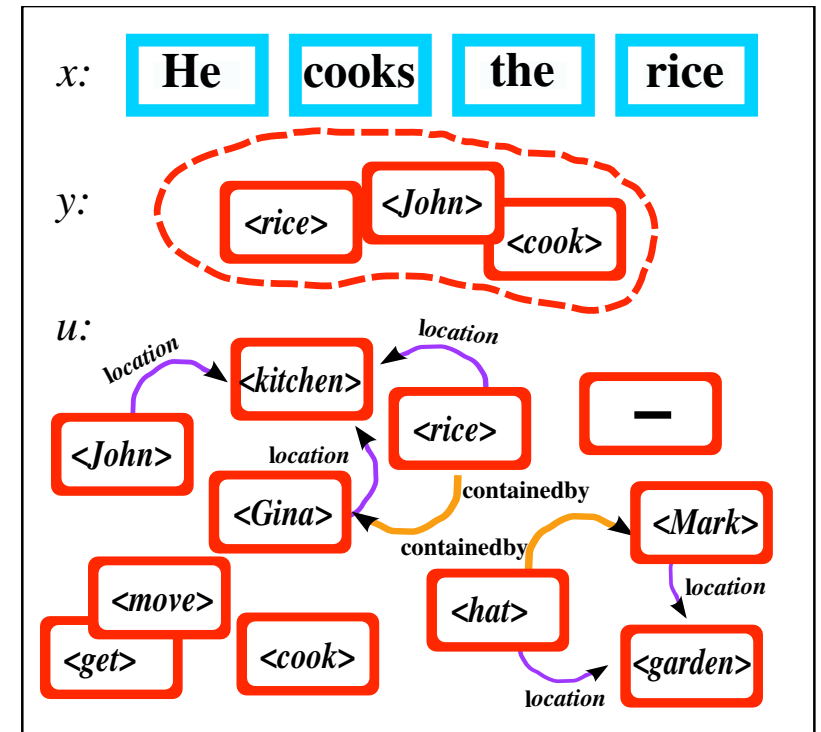 x: He cooks the rice
y: <rice> <John> <cook>
u:
location
location
<kitchen>
<John>
<rice>
–
location
<Gina>
containedby
containedby
<Mark>
<move>
<hat>
location
<get>
<cook>
<garden>
location